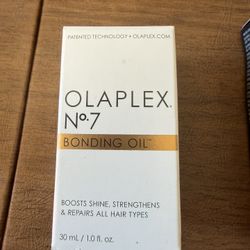 PATENTED TECHNOLOGY • OLAPLEX.COM
OLAPLEX®
Nº.7
BONDING OIL™
BOOSTS SHINE, STRENGTHENS
& REPAIRS ALL HAIR TYPES
30 mL / 1.0 fl. oz.